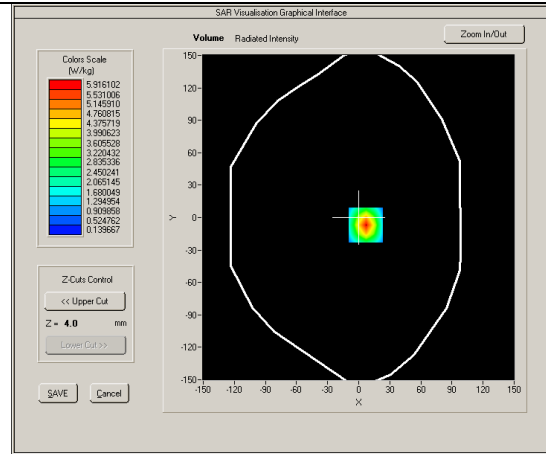 SAR Visualisation Graphical Interface
Volume Radiated Intensity
Zoom In/Out
Colors Scale
(W/kg)
5.916102
5.531006
5.145910
4.760815
4.375719
3.990623
3.605528
3.220432
2.835336
2.450241
2.065145
1.680049
1.294954
0.909858
0.524762
0.139667
Z-Cuts Control
<< Upper Cut
Z = 4.0 mm
Lower Cut >>
SAVE Cancel
150
120
90
60
30
0
-30
-60
-90
-120
-150
Y
-150 -120 -90 -60 -30 0 30 60 90 120 150
X